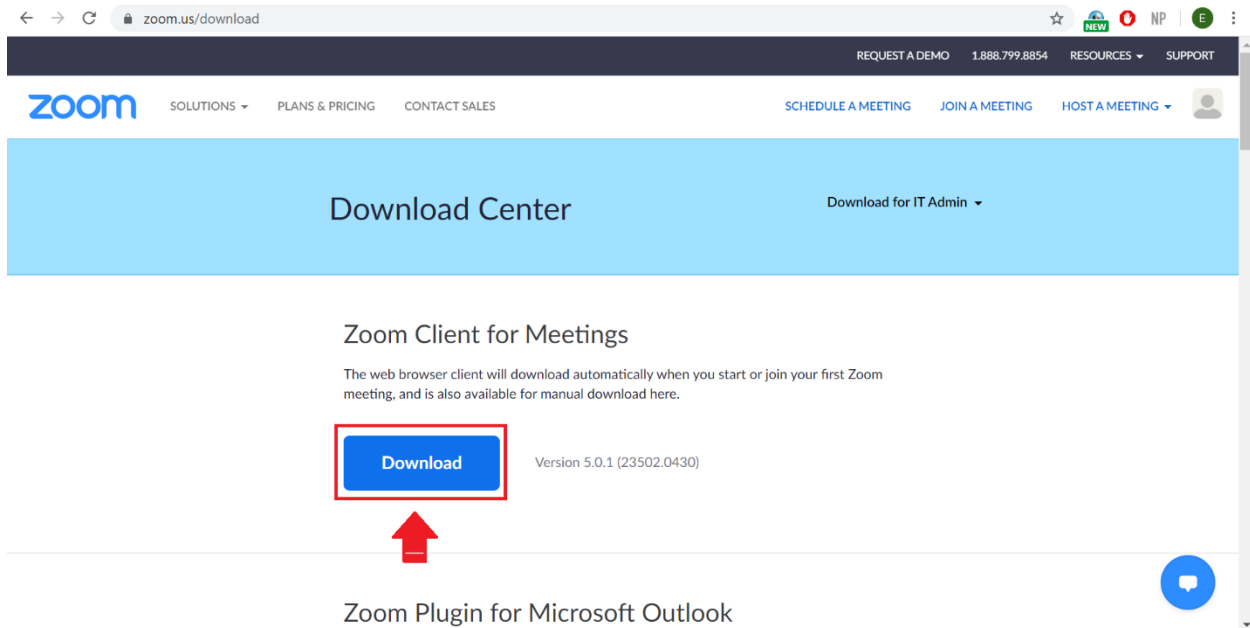 zoom.us/download
NEW
NP
E
REQUEST A DEMO 1.888.799.8854 RESOURCES SUPPORT
zoom SOLUTIONS PLANS & PRICING CONTACT SALES SCHEDULE A MEETING JOIN A MEETING HOST A MEETING
Download Center Download for IT Admin
Zoom Client for Meetings
The web browser client will download automatically when you start or join your first Zoom
meeting, and is also available for manual download here.
Download Version 5.0.1 (23502.0430)
Zoom Plugin for Microsoft Outlook